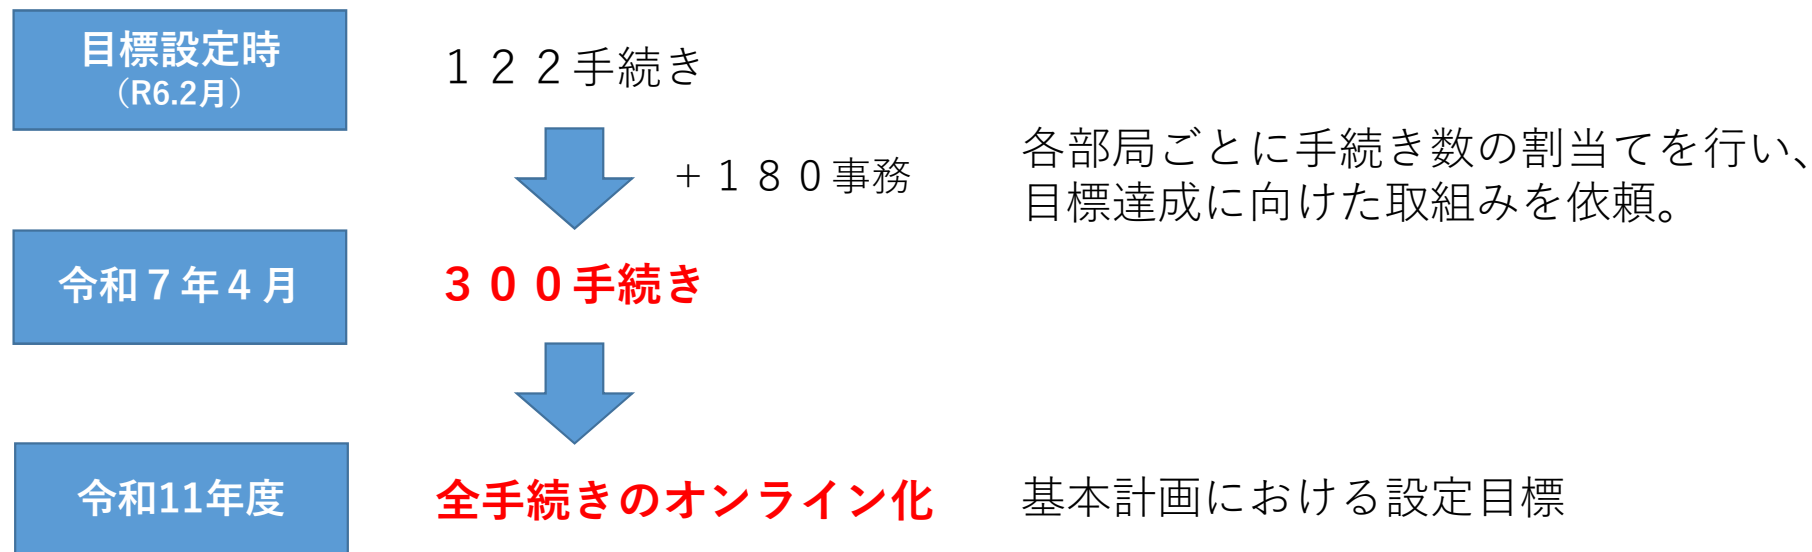 目標設定時
（R6.2月）
１２２手続き
＋１８０事務
各部局ごとに手続き数の割当てを行い、
目標達成に向けた取組みを依頼。
令和７年４月
３００手続き
令和11年度
全手続きのオンライン化
基本計画における設定目標